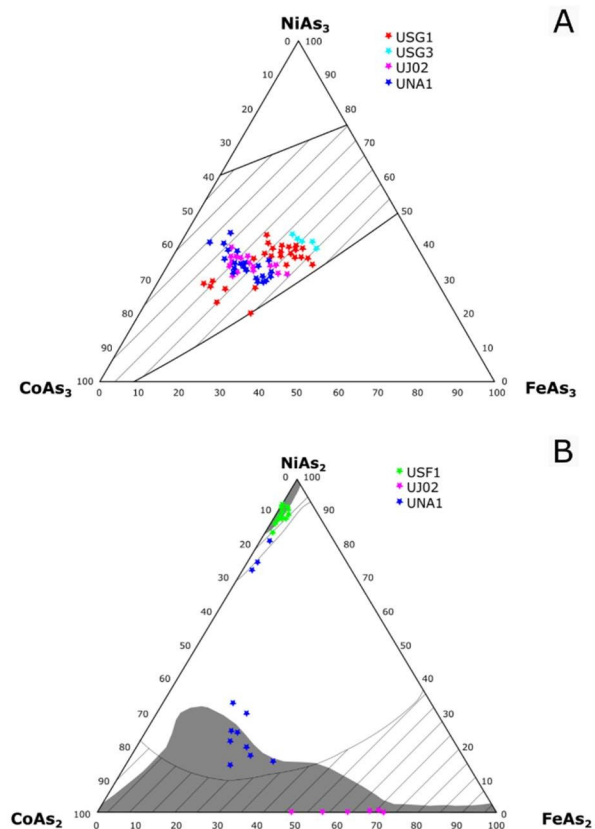 A
NiAs3
0 100
USG1
USG3
UJ02
UNA1
10 90
20 80
30 70
40 60
50 50
60 40
70 30
80 20
90 10
CoAs3 100 0 FeAs3
0 10 20 30 40 50 60 70 80 90 100
B
NiAs2
0 100
USF1
UJ02
UNA1
10 90
20 80
30 70
40 60
50 50
60 40
70 30
80 20
90 10
CoAs2 100 0 FeAs2
0 10 20 30 40 50 60 70 80 90 100